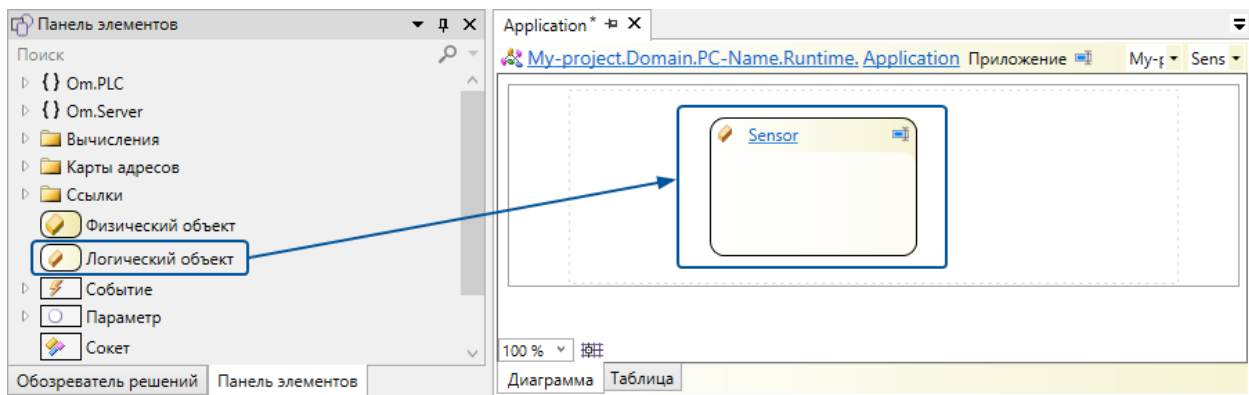 Панель элементов
Поиск
{ } Om.PLC
{ } Om.Server
Вычисления
Карты адресов
Ссылки
Физический объект
Логический объект
Событие
Параметр
Сокет
Обозреватель решений Панель элементов
Application*
My-project.Domain.PC-Name.Runtime. Application Приложение My-p Sens
Sensor
100 %
Диаграмма Таблица